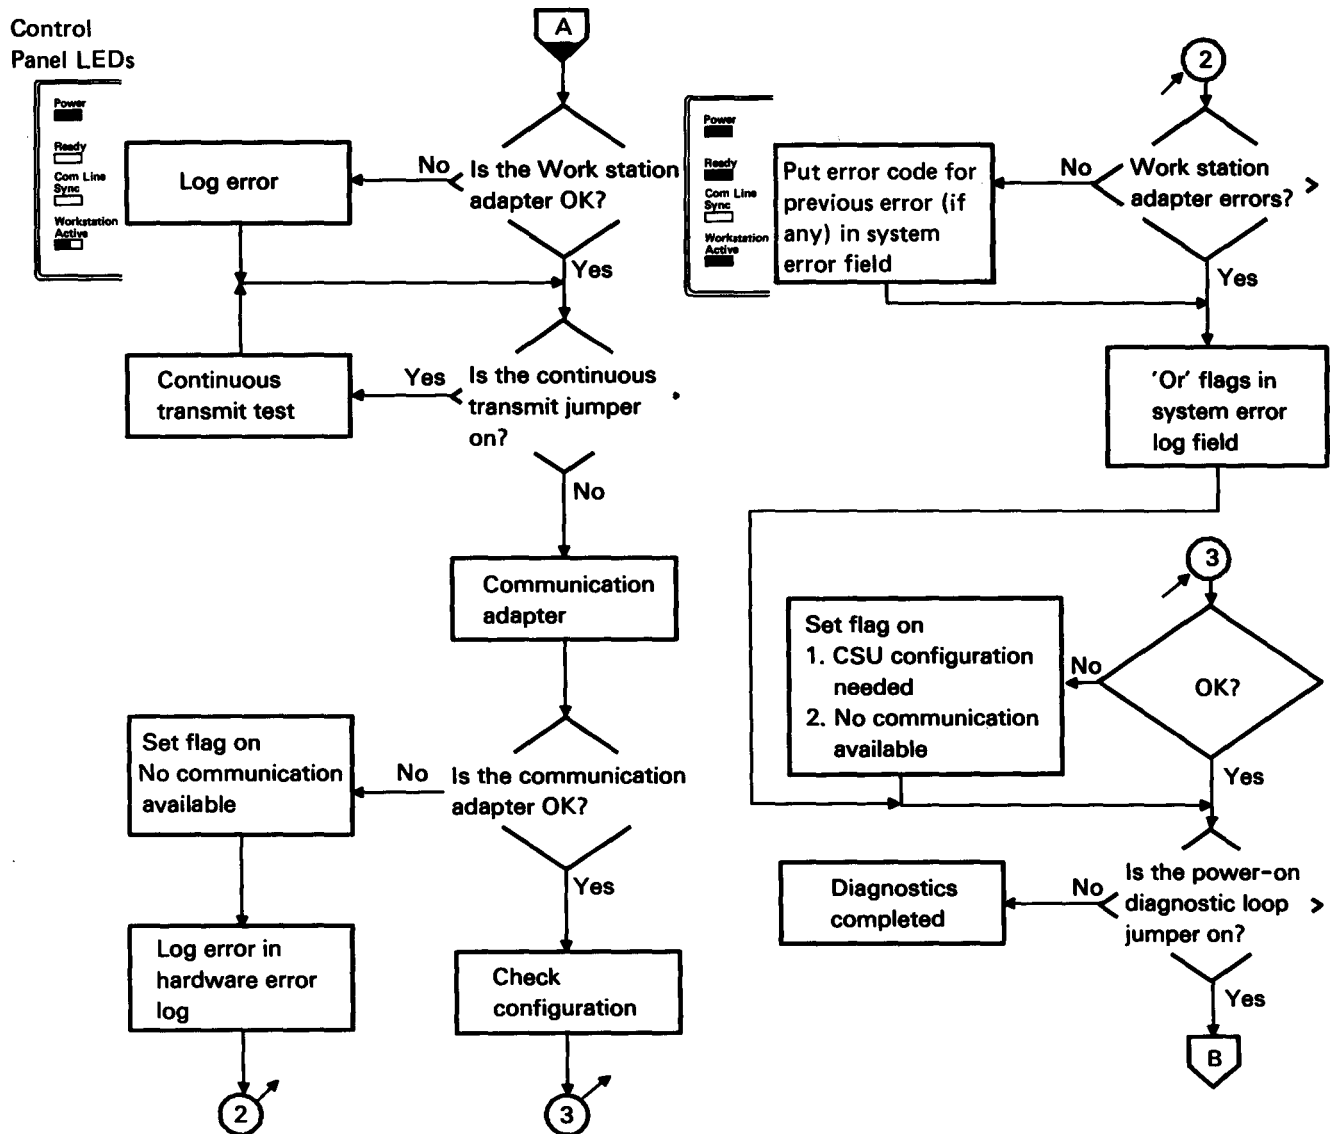 Control
Panel LEDs
Power
Ready
Com Line
Sync
Workstation
Active
A
Is the Work station
adapter OK?
No
Log error
Yes
Is the continuous
transmit jumper
on?
Yes
Continuous
transmit test
No
Communication
adapter
Is the communication
adapter OK?
No
Set flag on
No communication
available
Log error in
hardware error
log
2
Yes
Check
configuration
3
Power
Ready
Com Line
Sync
Workstation
Active
2
Work station
adapter errors?
No
Put error code for
previous error (if
any) in system
error field
Yes
'Or' flags in
system error
log field
3
OK?
No
Set flag on
1. CSU configuration
needed
2. No communication
available
Yes
Is the power-on
diagnostic loop
jumper on?
No
Diagnostics
completed
Yes
B